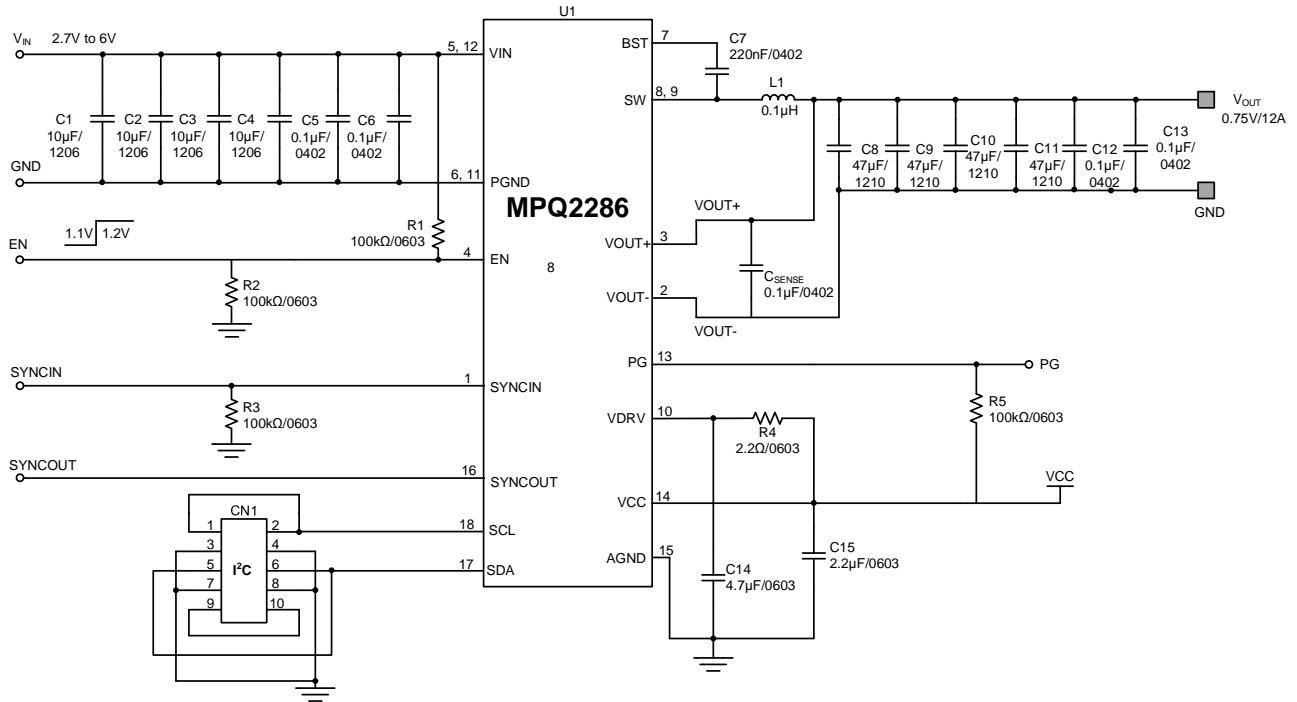 U1
V_IN 2.7V to 6V
5, 12 VIN
C1
10µF/
1206
C2
10µF/
1206
C3
10µF/
1206
C4
10µF/
1206
C5
0.1µF/
0402
C6
0.1µF/
0402
GND
6, 11 PGND
1.1V 1.2V
R1
100kΩ/0603
EN
4 EN
R2
100kΩ/0603
SYNCIN
1 SYNCIN
R3
100kΩ/0603
SYNCOUT
16 SYNCOUT
CN1
1 2
3 4
5 6
7 8
9 10
I²C
18 SCL
17 SDA
MPQ2286
8
BST 7
C7
220nF/0402
SW 8, 9
L1
0.1µH
V_OUT
0.75V/12A
C8
47µF/
1210
C9
47µF/
1210
C10
47µF/
1210
C11
47µF/
1210
C12
0.1µF/
0402
C13
0.1µF/
0402
GND
VOUT+
VOUT+ 3
C_SENSE
0.1µF/0402
VOUT- 2
VOUT-
PG 13
PG
R5
100kΩ/0603
VDRV 10
R4
2.2Ω/0603
VCC
VCC 14
AGND 15
C14
4.7µF/0603
C15
2.2µF/0603